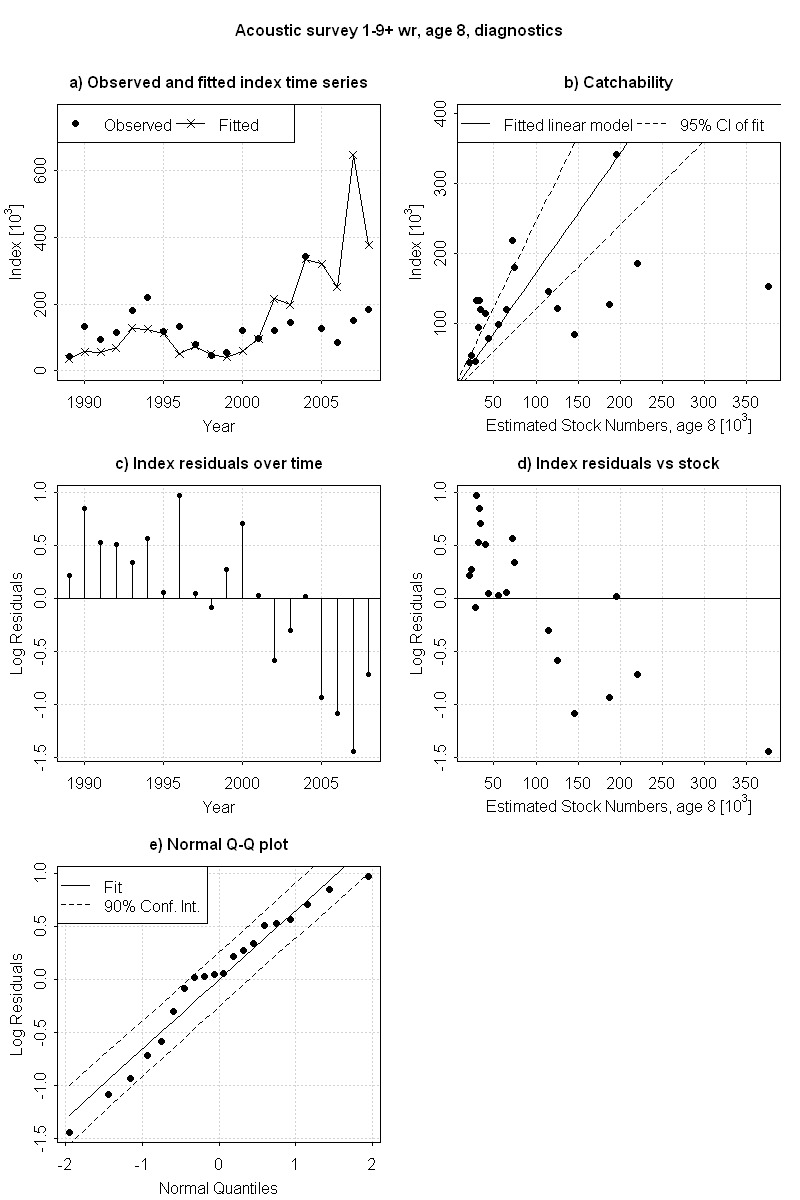 Acoustic survey 1-9+ wr, age 8, diagnostics
a) Observed and fitted index time series
Observed Fitted
Index [10³]
0 200 400 600
1990 1995 2000 2005
Year
b) Catchability
Fitted linear model 95% CI of fit
Index [10³]
100 200 300 400
50 100 150 200 250 300 350
Estimated Stock Numbers, age 8 [10³]
c) Index residuals over time
Log Residuals
-1.5 -1.0 -0.5 0.0 0.5 1.0
1990 1995 2000 2005
Year
d) Index residuals vs stock
Log Residuals
-1.5 -1.0 -0.5 0.0 0.5 1.0
50 100 150 200 250 300 350
Estimated Stock Numbers, age 8 [10³]
e) Normal Q-Q plot
Fit
90% Conf. Int.
Log Residuals
-1.5 -1.0 -0.5 0.0 0.5 1.0
-2 -1 0 1 2
Normal Quantiles